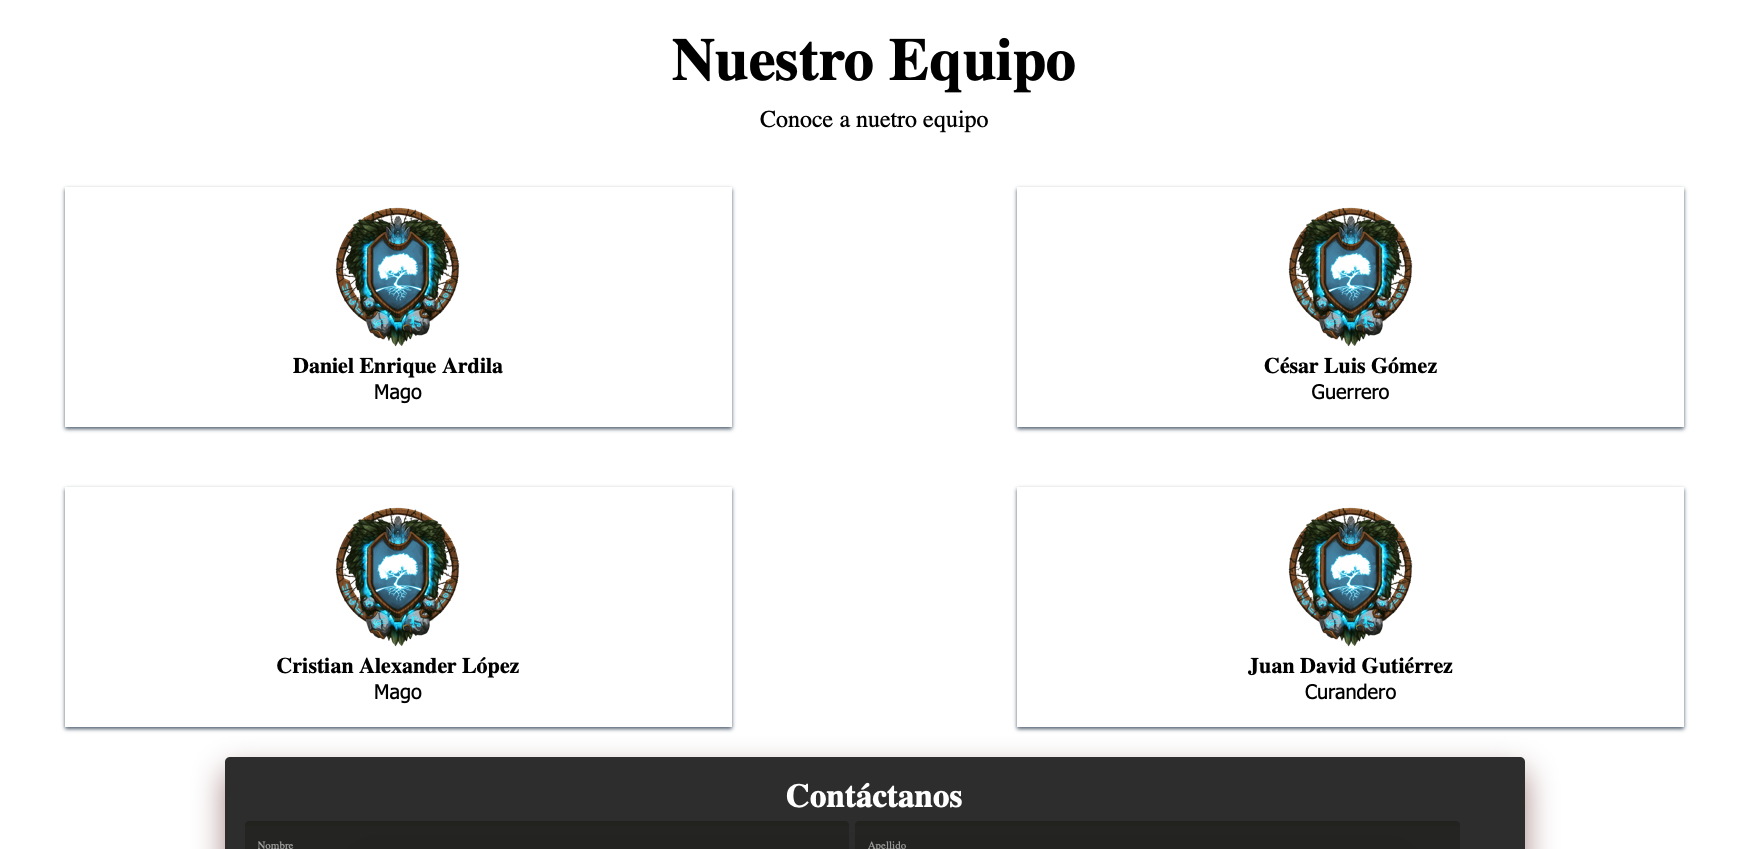 Nuestro Equipo
Conoce a nuetro equipo
Daniel Enrique Ardila
Mago
César Luis Gómez
Guerrero
Cristian Alexander López
Mago
Juan David Gutiérrez
Curandero
Contáctanos
Nombre
Apellido